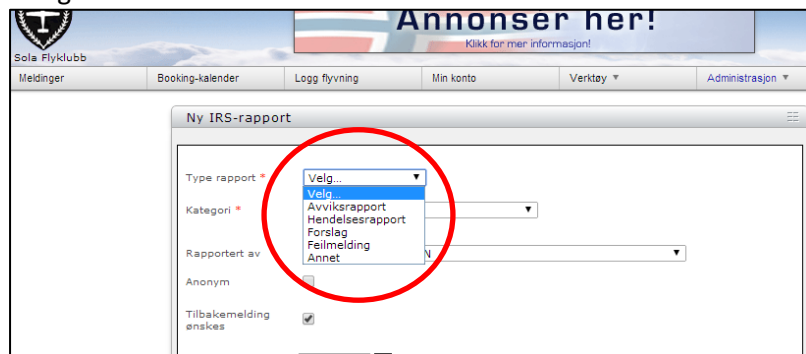 Annonser her!
Klikk for mer informasjon!
Sola Flyklubb
Meldinger Booking-kalender Logg flyvning Min konto Verktøy ▼ Administrasjon ▼
Ny IRS-rapport
Type rapport * Velg... ▼
Velg...
Avviksrapport
Kategori * ▼
Hendelsesrapport
Forslag
Feilmelding
Rapportert av N ▼
Annet
Anonym
Tilbakemelding
ønskes